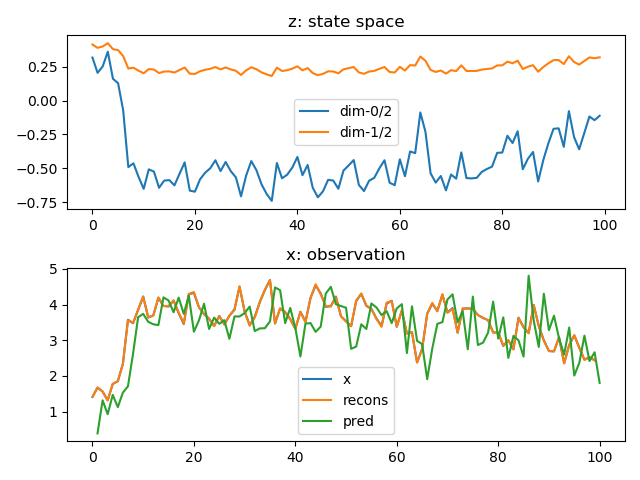 z: state space
0.25
0.00
−0.25
−0.50
−0.75
dim-0/2
dim-1/2
0 20 40 60 80 100
x: observation
5
4
3
2
1
x
recons
pred
0 20 40 60 80 100